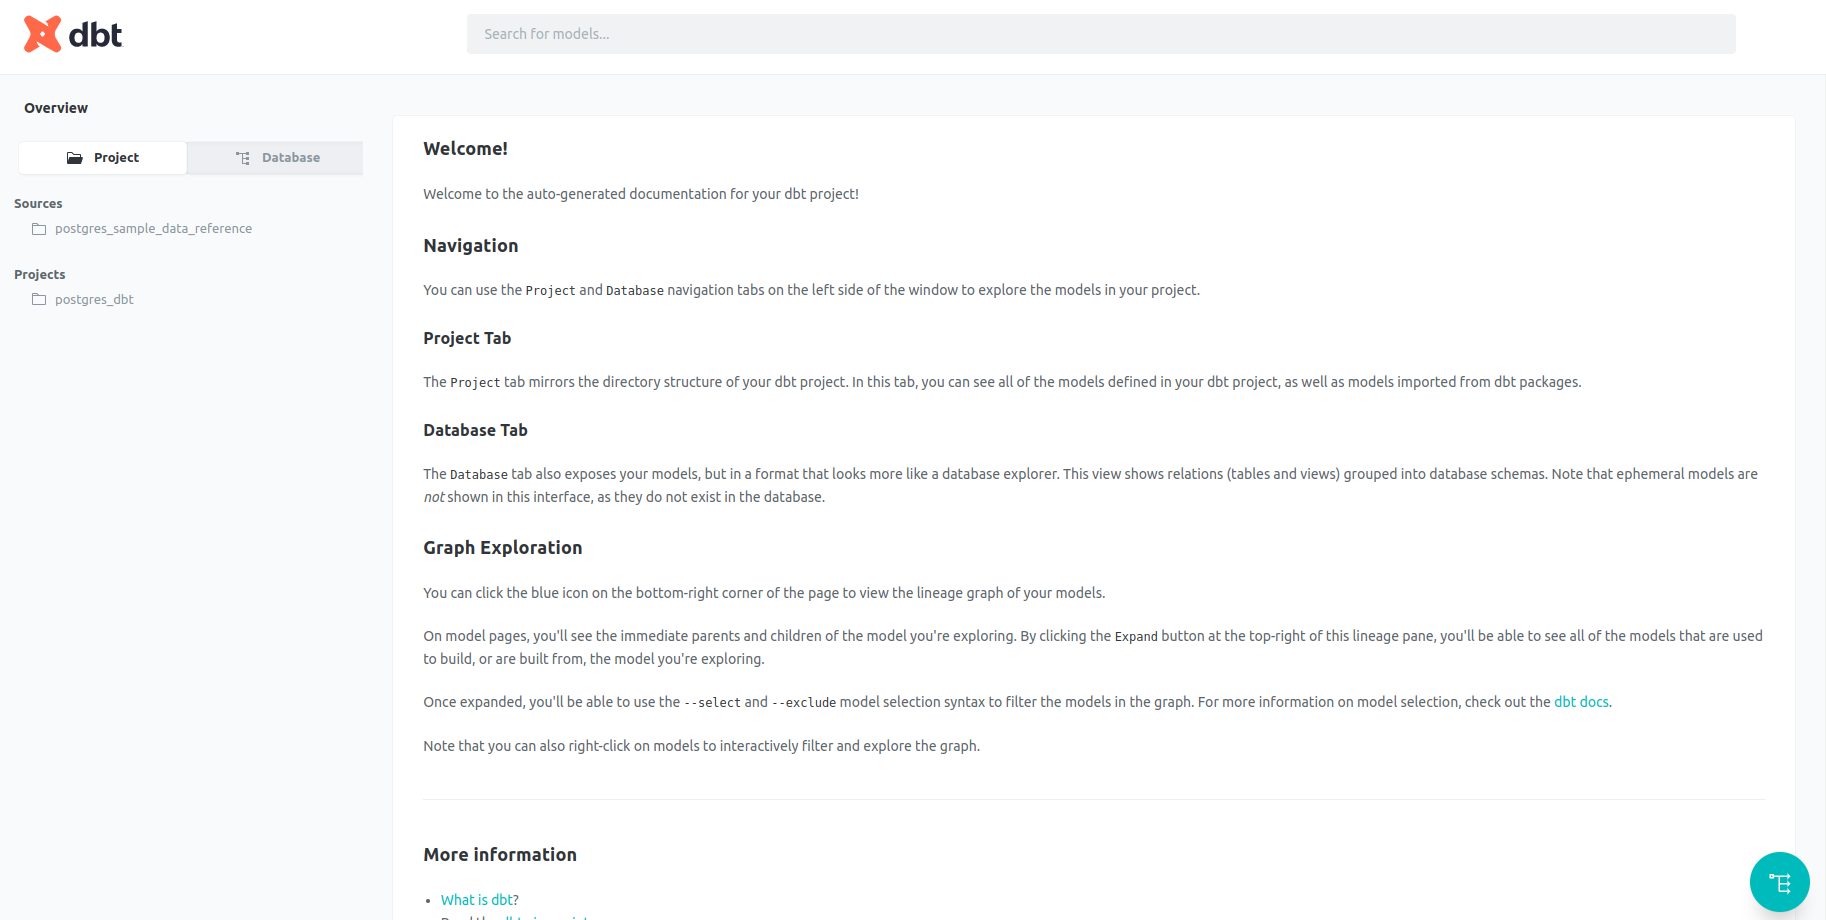 dbt
Search for models...
Overview
Project
Database
Sources
postgres_sample_data_reference
Projects
postgres_dbt
Welcome!
Welcome to the auto-generated documentation for your dbt project!
Navigation
You can use the Project and Database navigation tabs on the left side of the window to explore the models in your project.
Project Tab
The Project tab mirrors the directory structure of your dbt project. In this tab, you can see all of the models defined in your dbt project, as well as models imported from dbt packages.
Database Tab
The Database tab also exposes your models, but in a format that looks more like a database explorer. This view shows relations (tables and views) grouped into database schemas. Note that ephemeral models are
not shown in this interface, as they do not exist in the database.
Graph Exploration
You can click the blue icon on the bottom-right corner of the page to view the lineage graph of your models.
On model pages, you'll see the immediate parents and children of the model you're exploring. By clicking the Expand button at the top-right of this lineage pane, you'll be able to see all of the models that are used
to build, or are built from, the model you're exploring.
Once expanded, you'll be able to use the --select and --exclude model selection syntax to filter the models in the graph. For more information on model selection, check out the dbt docs.
Note that you can also right-click on models to interactively filter and explore the graph.
More information
What is dbt?